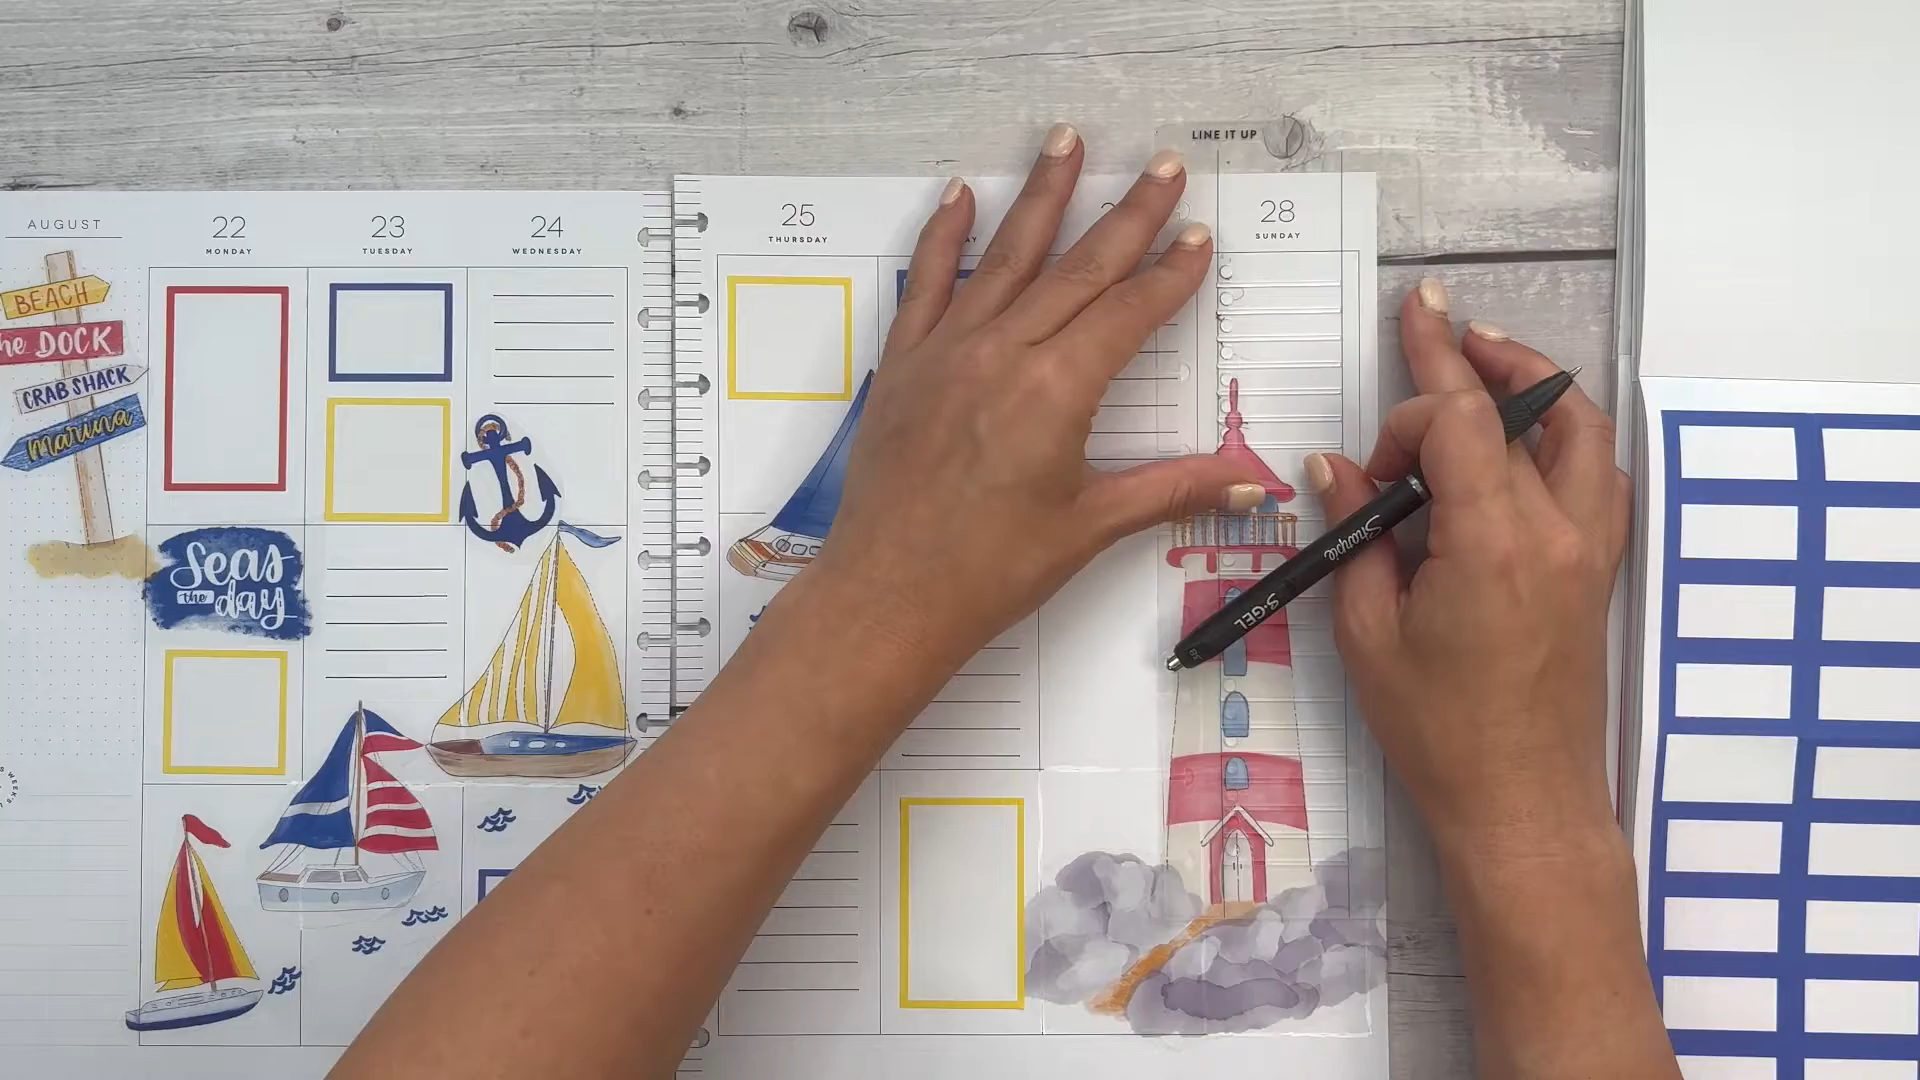 LINE IT UP
AUGUST
22
MONDAY
23
TUESDAY
24
WEDNESDAY
25
THURSDAY
28
SUNDAY
BEACH
he DOCK
CRAB SHACK
marina
Seas
the day
Sharpie
S·GEL